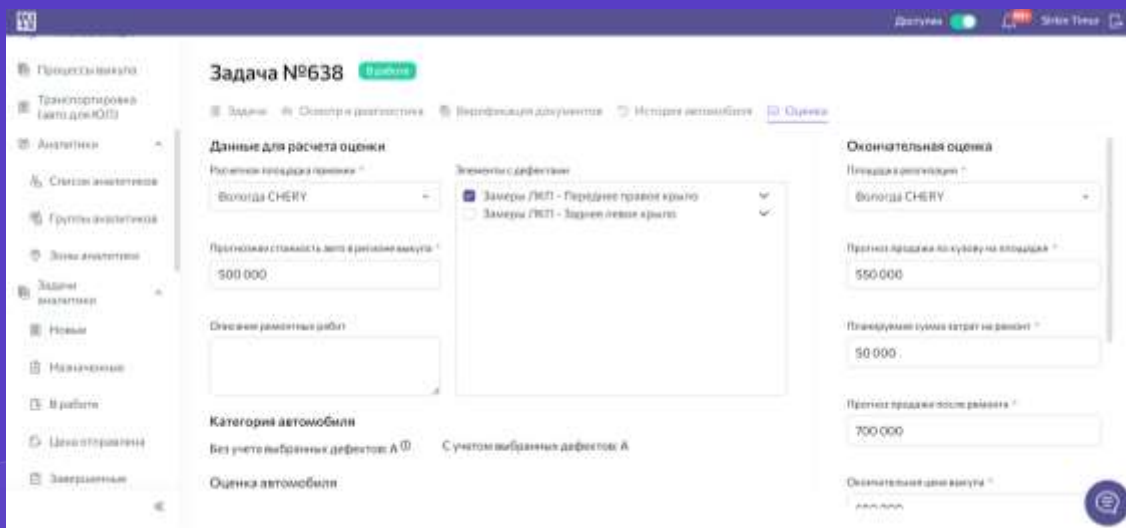 Доступен
Процессы выкупа
Транспортировка
(авто для ЮЛ)
Аналитики
Список аналитиков
Группы аналитиков
Зоны аналитики
Задачи
аналитики
Новые
Назначенные
В работе
Цена отправлена
Завершенные
Задача №638
В работе
Задачи
Осмотр и диагностика
Верификация документов
История автомобиля
Оценка
Данные для расчета оценки
Расчетная площадка приемки *
Вологда CHERY
Прогнозная стоимость авто в регионе выкупа *
500 000
Описание ремонтных работ
Элементы с дефектами
Замеры ЛКП - Переднее правое крыло
Замеры ЛКП - Заднее левое крыло
Категория автомобиля
Без учета выбранных дефектов: A
С учетом выбранных дефектов: A
Оценка автомобиля
Окончательная оценка
Площадка реализации *
Вологда CHERY
Прогноз продажи по кузову на площадке *
550 000
Планируемая сумма затрат на ремонт *
50 000
Прогноз продажи после ремонта *
700 000
Окончательная цена выкупа *